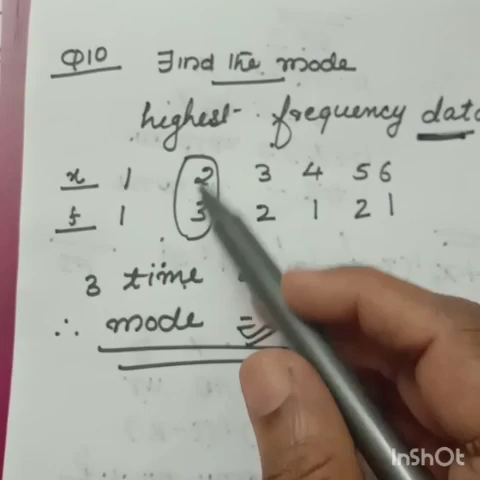 Q10 Find the mode
highest frequency data
x 1 2 3 4 5 6
f 1 3 2 1 2 1
3 time
∴ mode =
InShOt